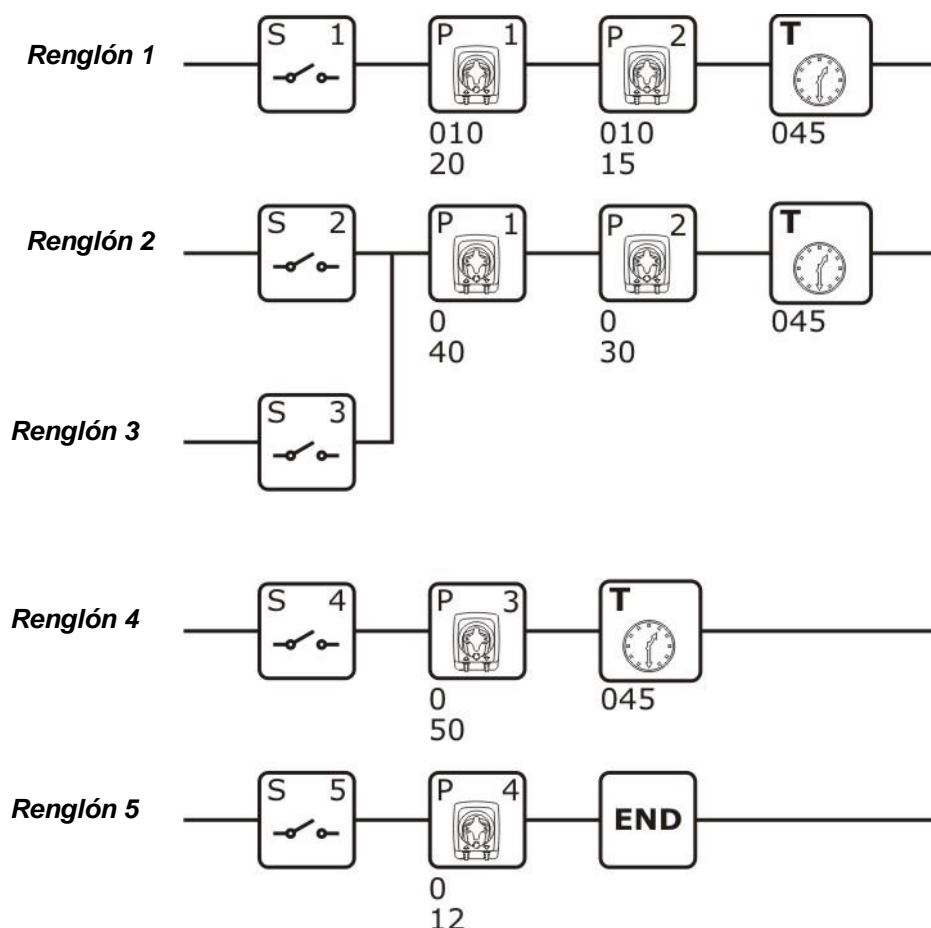 Renglón 1
S 1
P 1
P 2
T
010
20
010
15
045
Renglón 2
S 2
P 1
P 2
T
0
40
0
30
045
Renglón 3
S 3
Renglón 4
S 4
P 3
T
0
50
045
Renglón 5
S 5
P 4
END
0
12